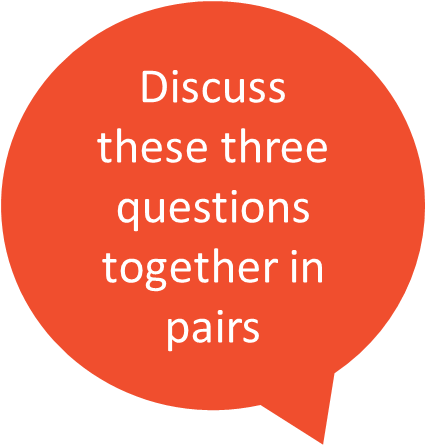 Discuss
these three
questions
together in
pairs